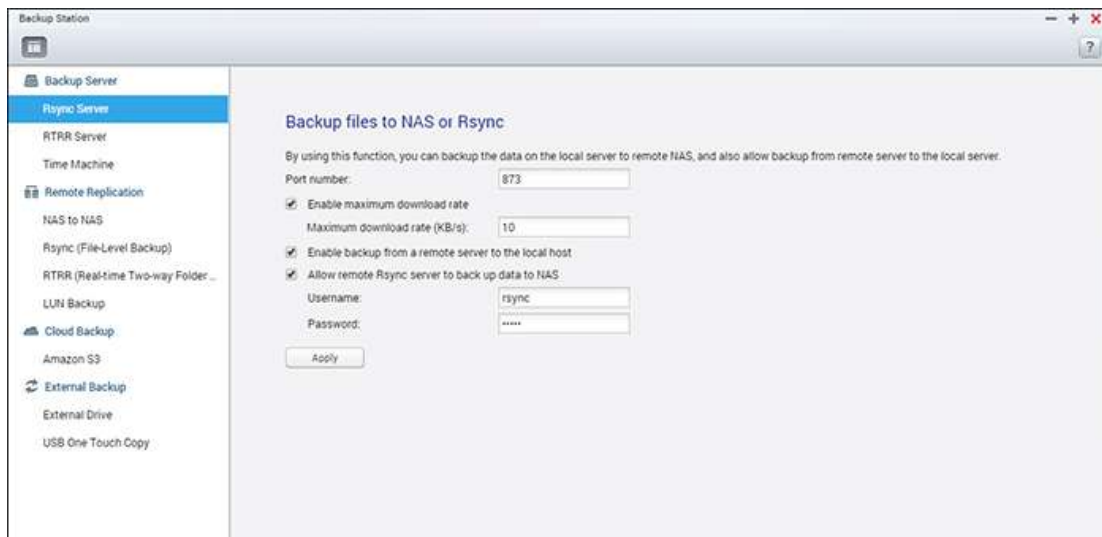 Backup Station
?
Backup Server
Rsync Server
RTRR Server
Time Machine
Remote Replication
NAS to NAS
Rsync (File-Level Backup)
RTRR (Real-time Two-way Folder ...
LUN Backup
Cloud Backup
Amazon S3
External Backup
External Drive
USB One Touch Copy
Backup files to NAS or Rsync
By using this function, you can backup the data on the local server to remote NAS, and also allow backup from remote server to the local server.
Port number: 873
Enable maximum download rate
Maximum download rate (KB/s): 10
Enable backup from a remote server to the local host
Allow remote Rsync server to back up data to NAS
Username: rsync
Password: •••••
Apply